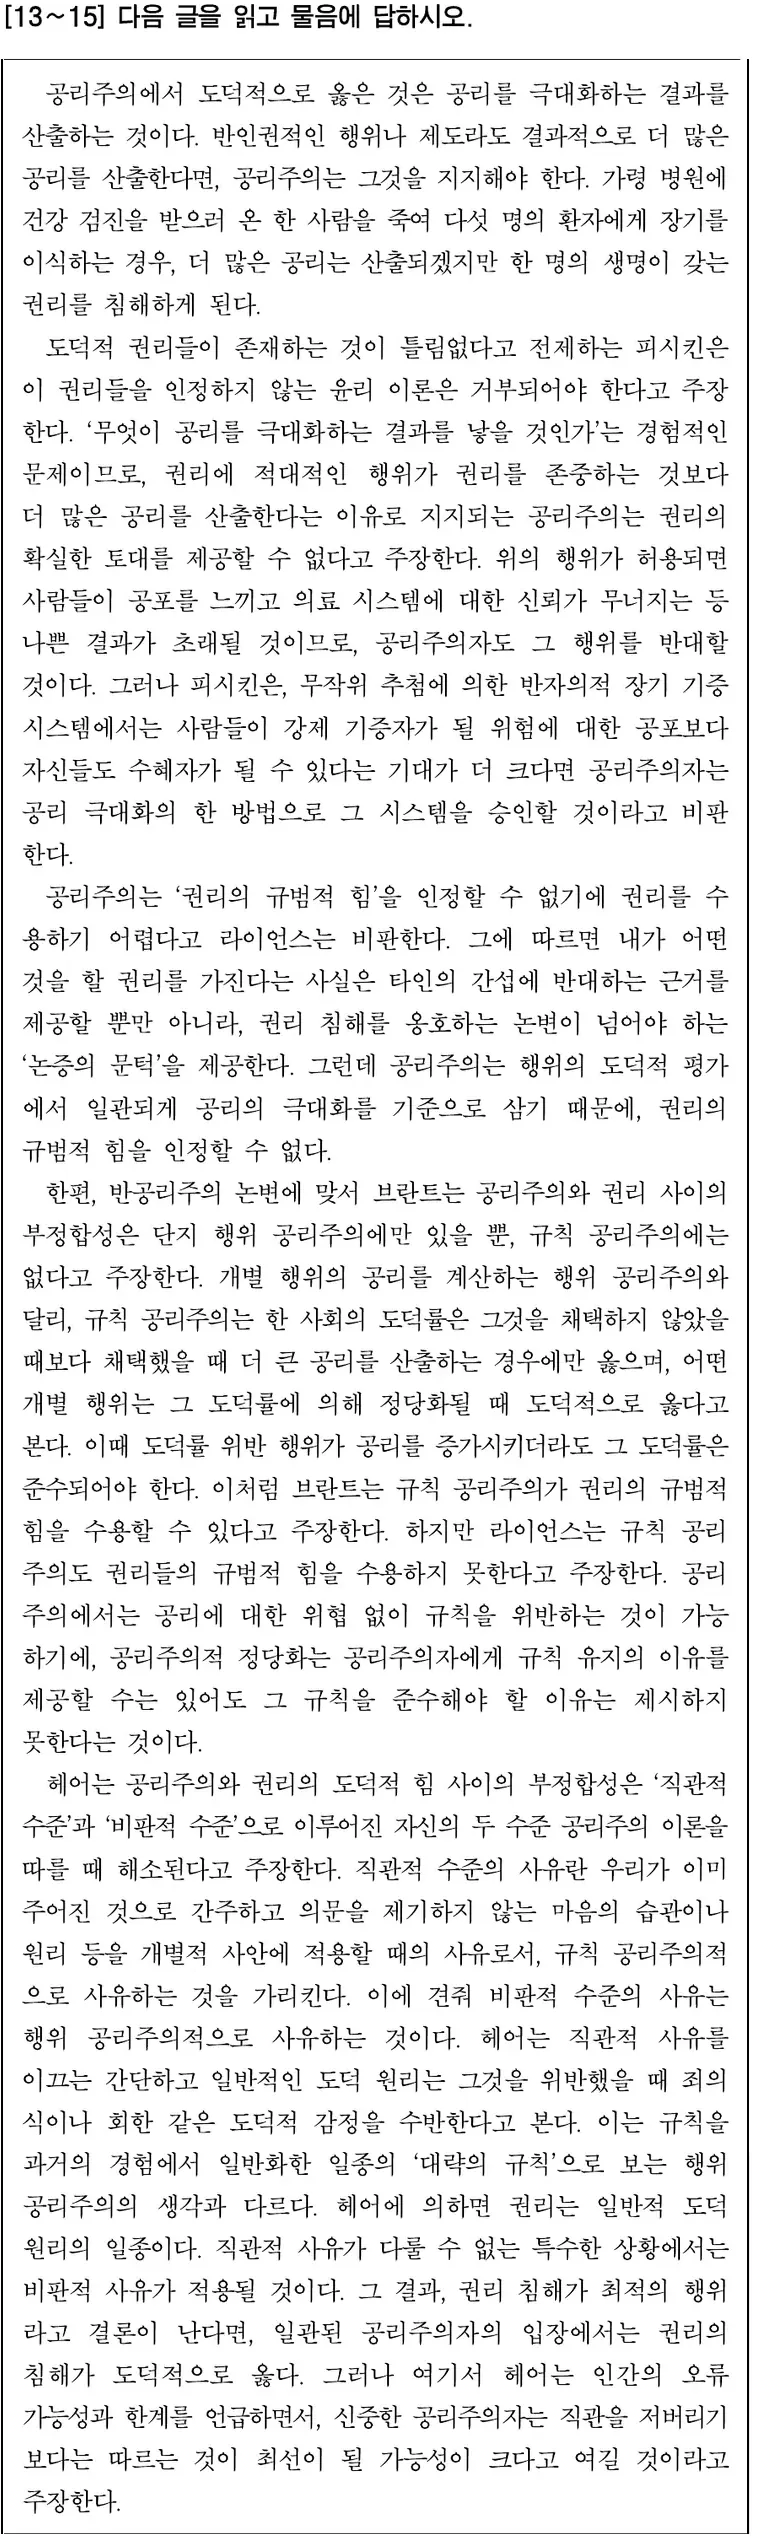 [13～15] 다음 글을 읽고 물음에 답하시오.
공리주의에서 도덕적으로 옳은 것은 공리를 극대화하는 결과를
산출하는 것이다. 반인권적인 행위나 제도라도 결과적으로 더 많은
공리를 산출한다면, 공리주의는 그것을 지지해야 한다. 가령 병원에
건강 검진을 받으러 온 한 사람을 죽여 다섯 명의 환자에게 장기를
이식하는 경우, 더 많은 공리는 산출되겠지만 한 명의 생명이 갖는
권리를 침해하게 된다.
도덕적 권리들이 존재하는 것이 틀림없다고 전제하는 피시킨은
이 권리들을 인정하지 않는 윤리 이론은 거부되어야 한다고 주장
한다. ‘무엇이 공리를 극대화하는 결과를 낳을 것인가’는 경험적인
문제이므로, 권리에 적대적인 행위가 권리를 존중하는 것보다
더 많은 공리를 산출한다는 이유로 지지되는 공리주의는 권리의
확실한 토대를 제공할 수 없다고 주장한다. 위의 행위가 허용되면
사람들이 공포를 느끼고 의료 시스템에 대한 신뢰가 무너지는 등
나쁜 결과가 초래될 것이므로, 공리주의자도 그 행위를 반대할
것이다. 그러나 피시킨은, 무작위 추첨에 의한 반자의적 장기 기증
시스템에서는 사람들이 강제 기증자가 될 위험에 대한 공포보다
자신들도 수혜자가 될 수 있다는 기대가 더 크다면 공리주의자는
공리 극대화의 한 방법으로 그 시스템을 승인할 것이라고 비판
한다.
공리주의는 ‘권리의 규범적 힘’을 인정할 수 없기에 권리를 수
용하기 어렵다고 라이언스는 비판한다. 그에 따르면 내가 어떤
것을 할 권리를 가진다는 사실은 타인의 간섭에 반대하는 근거를
제공할 뿐만 아니라, 권리 침해를 옹호하는 논변이 넘어야 하는
‘논증의 문턱’을 제공한다. 그런데 공리주의는 행위의 도덕적 평가
에서 일관되게 공리의 극대화를 기준으로 삼기 때문에, 권리의
규범적 힘을 인정할 수 없다.
한편, 반공리주의 논변에 맞서 브란트는 공리주의와 권리 사이의
부정합성은 단지 행위 공리주의에만 있을 뿐, 규칙 공리주의에는
없다고 주장한다. 개별 행위의 공리를 계산하는 행위 공리주의와
달리, 규칙 공리주의는 한 사회의 도덕률은 그것을 채택하지 않았을
때보다 채택했을 때 더 큰 공리를 산출하는 경우에만 옳으며, 어떤
개별 행위는 그 도덕률에 의해 정당화될 때 도덕적으로 옳다고
본다. 이때 도덕률 위반 행위가 공리를 증가시키더라도 그 도덕률은
준수되어야 한다. 이처럼 브란트는 규칙 공리주의가 권리의 규범적
힘을 수용할 수 있다고 주장한다. 하지만 라이언스는 규칙 공리
주의도 권리들의 규범적 힘을 수용하지 못한다고 주장한다. 공리
주의에서는 공리에 대한 위협 없이 규칙을 위반하는 것이 가능
하기에, 공리주의적 정당화는 공리주의자에게 규칙 유지의 이유를
제공할 수는 있어도 그 규칙을 준수해야 할 이유는 제시하지
못한다는 것이다.
헤어는 공리주의와 권리의 도덕적 힘 사이의 부정합성은 ‘직관적
수준’과 ‘비판적 수준’으로 이루어진 자신의 두 수준 공리주의 이론을
따를 때 해소된다고 주장한다. 직관적 수준의 사유란 우리가 이미
주어진 것으로 간주하고 의문을 제기하지 않는 마음의 습관이나
원리 등을 개별적 사안에 적용할 때의 사유로서, 규칙 공리주의적
으로 사유하는 것을 가리킨다. 이에 견줘 비판적 수준의 사유는
행위 공리주의적으로 사유하는 것이다. 헤어는 직관적 사유를
이끄는 간단하고 일반적인 도덕 원리는 그것을 위반했을 때 죄의
식이나 회한 같은 도덕적 감정을 수반한다고 본다. 이는 규칙을
과거의 경험에서 일반화한 일종의 ‘대략의 규칙’으로 보는 행위
공리주의의 생각과 다르다. 헤어에 의하면 권리는 일반적 도덕
원리의 일종이다. 직관적 사유가 다룰 수 없는 특수한 상황에서는
비판적 사유가 적용될 것이다. 그 결과, 권리 침해가 최적의 행위
라고 결론이 난다면, 일관된 공리주의자의 입장에서는 권리의
침해가 도덕적으로 옳다. 그러나 여기서 헤어는 인간의 오류
가능성과 한계를 언급하면서, 신중한 공리주의자는 직관을 저버리기
보다는 따르는 것이 최선이 될 가능성이 크다고 여길 것이라고
주장한다.